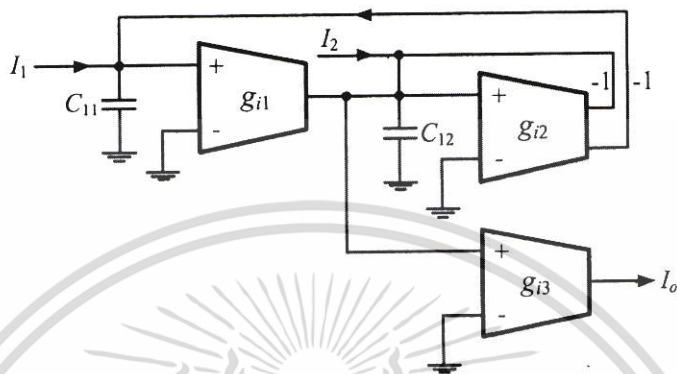 I₁
I₂
C₁₁
+
-
gᵢ₁
C₁₂
+
-
gᵢ₂
-1
-1
+
-
gᵢ₃
Iₒ